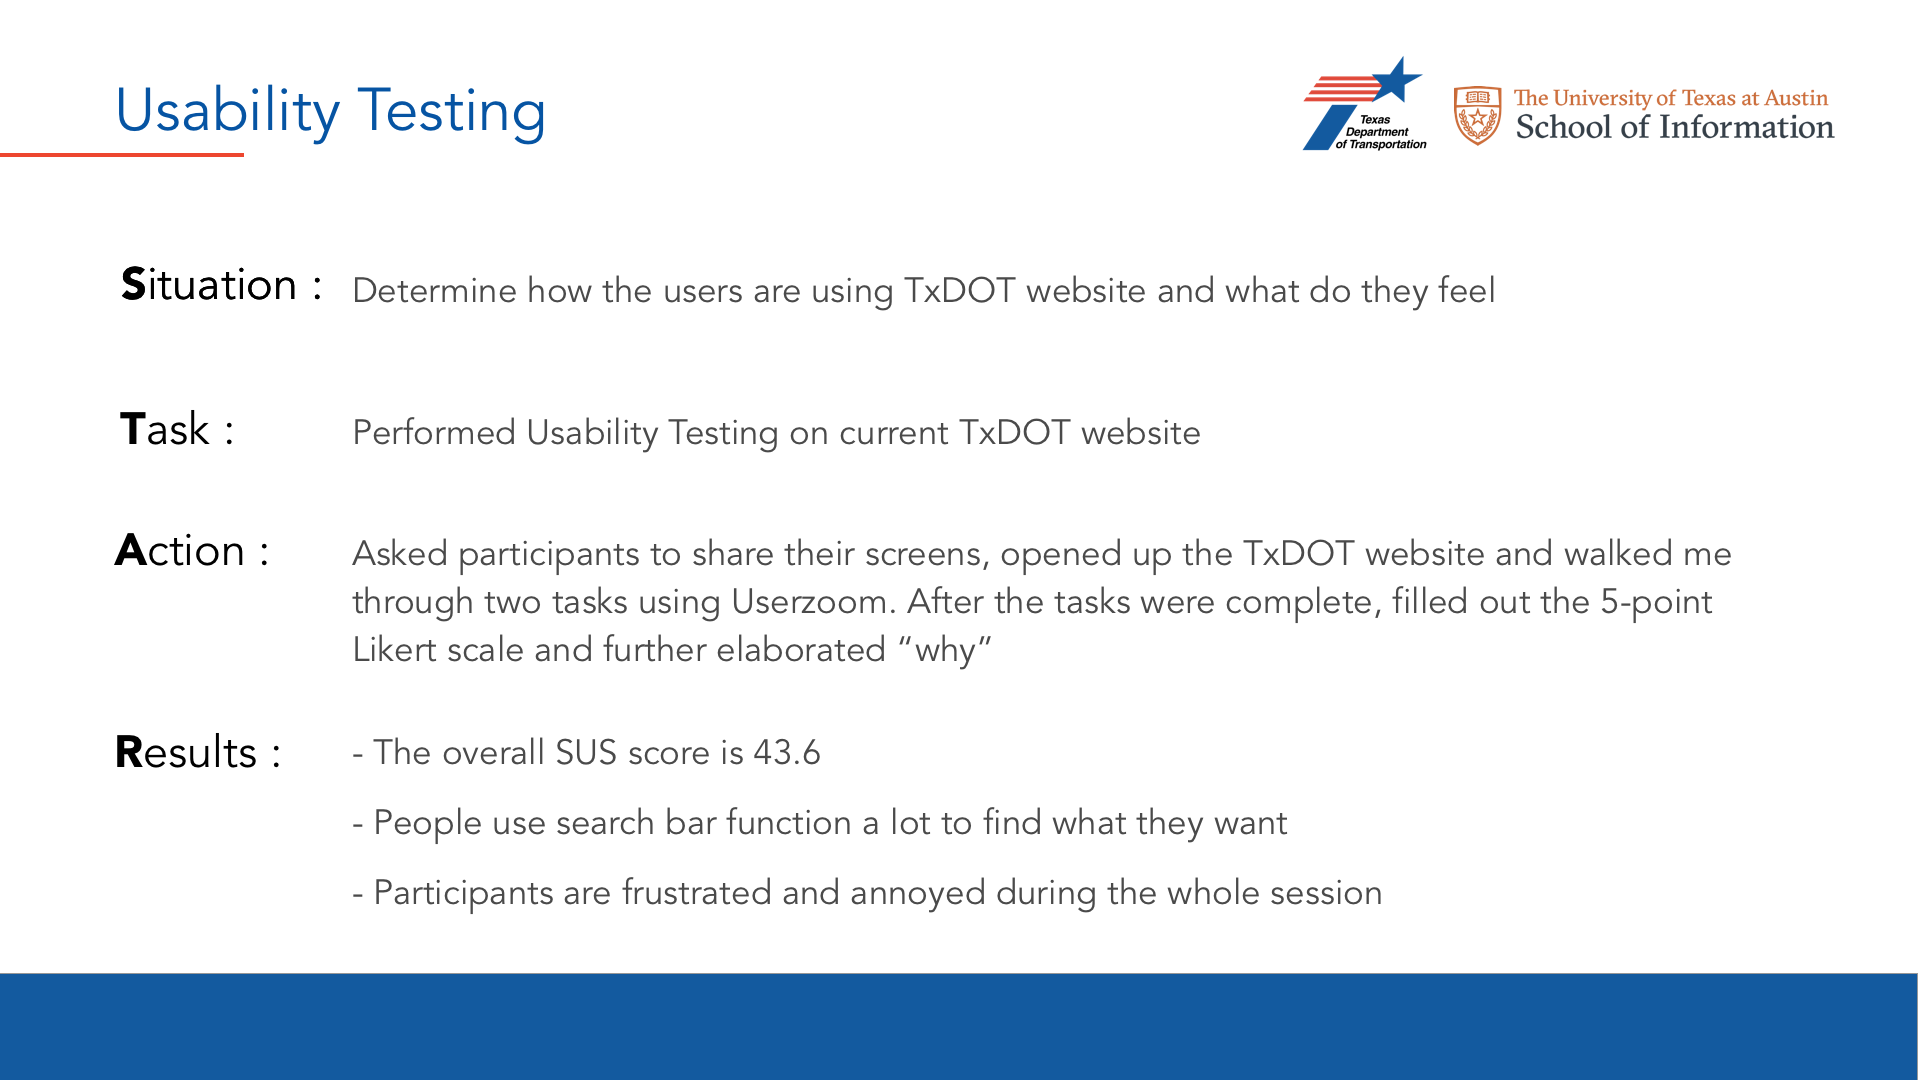 Usability Testing
Texas
Department
of Transportation
The University of Texas at Austin
School of Information
Situation :
Determine how the users are using TxDOT website and what do they feel
Task :
Performed Usability Testing on current TxDOT website
Action :
Asked participants to share their screens, opened up the TxDOT website and walked me
through two tasks using Userzoom. After the tasks were complete, filled out the 5-point
Likert scale and further elaborated “why”
Results :
- The overall SUS score is 43.6
- People use search bar function a lot to find what they want
- Participants are frustrated and annoyed during the whole session